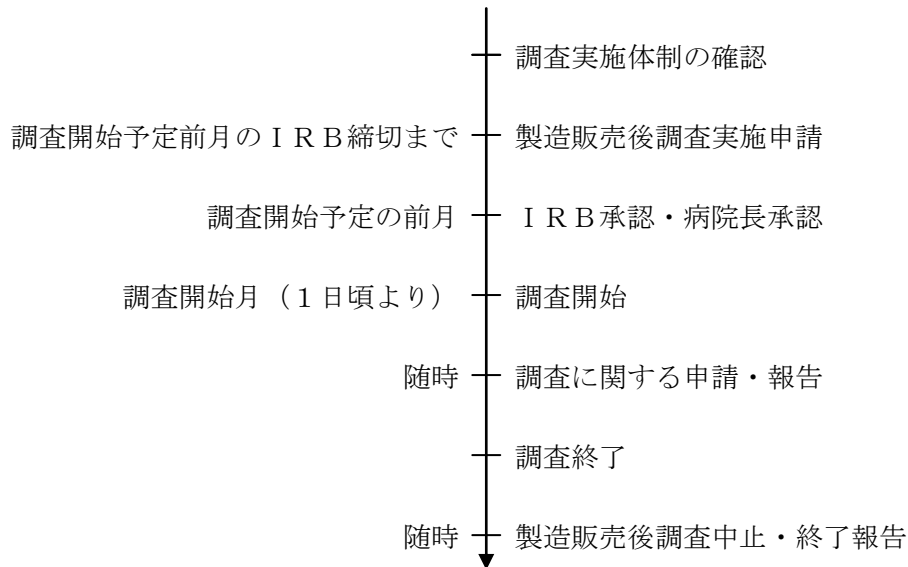 調査実施体制の確認
調査開始予定前月のＩＲＢ締切まで 製造販売後調査実施申請
調査開始予定の前月 ＩＲＢ承認・病院長承認
調査開始月（１日頃より） 調査開始
随時 調査に関する申請・報告
調査終了
随時 製造販売後調査中止・終了報告